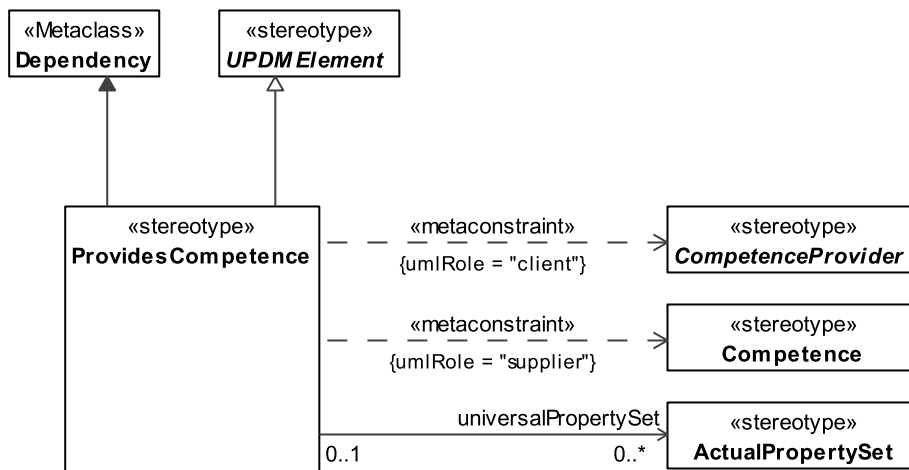 «Metaclass»
Dependency
«stereotype»
UPDMElement
«stereotype»
ProvidesCompetence
«metaconstraint»
{umlRole = "client"}
«stereotype»
CompetenceProvider
«metaconstraint»
{umlRole = "supplier"}
«stereotype»
Competence
universalPropertySet
0..1
0..*
«stereotype»
ActualPropertySet